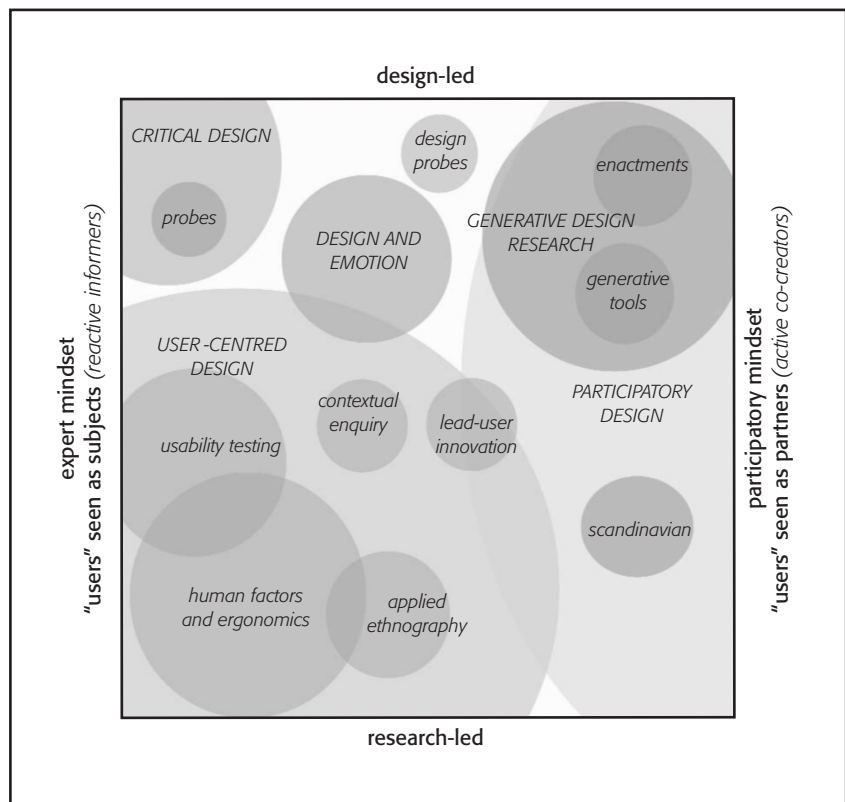 design-led
CRITICAL DESIGN
probes
design
probes
enactments
DESIGN AND
EMOTION
GENERATIVE DESIGN
RESEARCH
generative
tools
expert mindset
"users” seen as subjects (reactive informers)
participatory mindset
"users” seen as partners (active co-creators)
USER-CENTRED
DESIGN
contextual
enquiry
lead-user
innovation
PARTICIPATORY
DESIGN
usability testing
scandinavian
human factors
and ergonomics
applied
ethnography
research-led